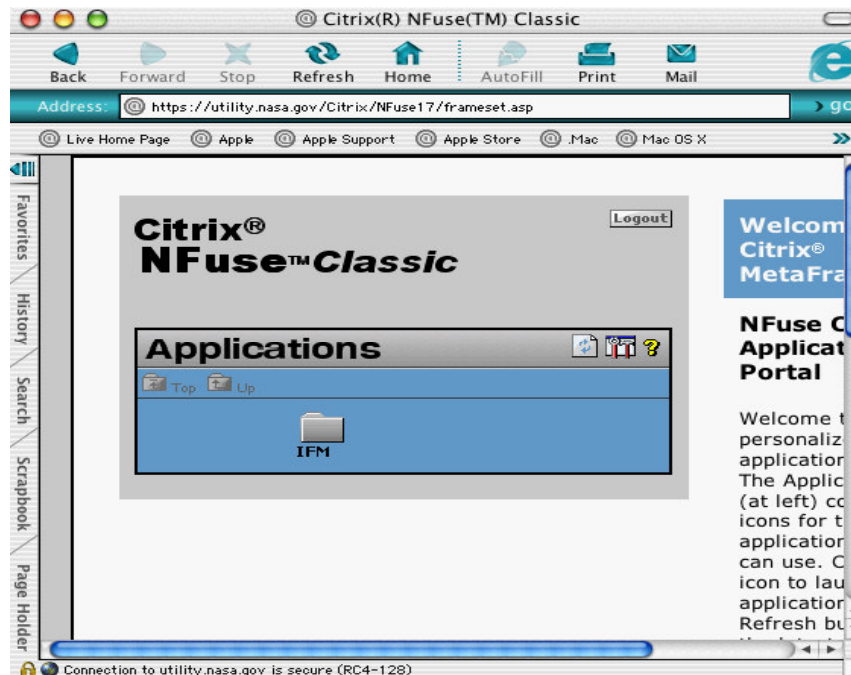 @ Citrix(R) NFuse(TM) Classic
Back Forward Stop Refresh Home AutoFill Print Mail
Address: @ https://utility.nasa.gov/Citrix/NFuse17/frameset.asp go
@ Live Home Page @ Apple @ Apple Support @ Apple Store @ .Mac @ Mac OS X »
Favorites
History
Search
Scrapbook
Page Holder
Citrix®
NFuse™Classic
Logout
Applications ?
Top Up
IFM
Welcom
Citrix®
MetaFra
NFuse C
Applicat
Portal
Welcome t
personaliz
application
The Applic
(at left) co
icons for t
application
can use. C
icon to lau
application
Refresh bu
Connection to utility.nasa.gov is secure (RC4-128)